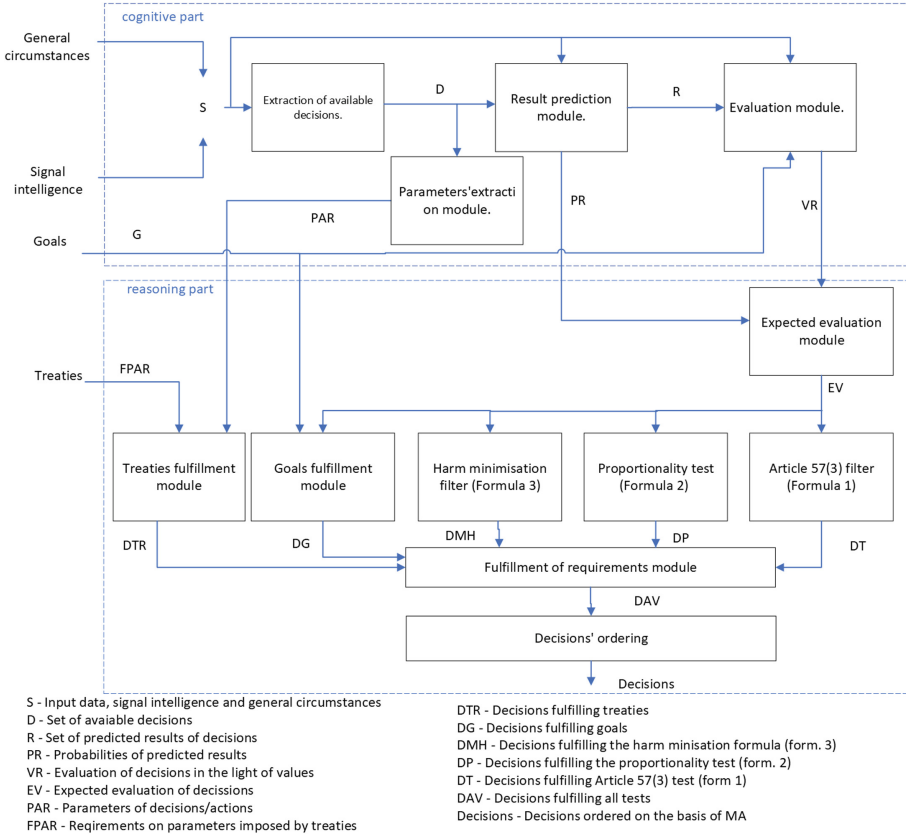 cognitive part
General
circumstances
S
Extraction of available
decisions.
D
Result prediction
module.
R
Evaluation module.
Signal
intelligence
Parameters'extracti
on module.
PAR
PR
VR
Goals
G
reasoning part
Expected evaluation
module
Treaties
FPAR
EV
Treaties fulfillment
module
Goals fulfillment
module
Harm minimisation
filter (Formula 3)
Proportionality test
(Formula 2)
Article 57(3) filter
(Formula 1)
DTR
DG
DMH
DP
DT
Fulfillment of requirements module
DAV
Decisions' ordering
Decisions
S - Input data, signal intelligence and general circumstances
D - Set of avaiable decisions
R - Set of predicted results of decisions
PR - Probabilities of predicted results
VR - Evaluation of decisions in the light of values
EV - Expected evaluation of decissions
PAR - Parameters of decisions/actions
FPAR - Reqirements on parameters imposed by treaties
DTR - Decisions fulfilling treaties
DG - Decisions fulfilling goals
DMH - Decisions fulfilling the harm minisation formula (form. 3)
DP - Decisions fulfilling the proportionality test (form. 2)
DT - Decisions fulfilling Article 57(3) test (form 1)
DAV - Decisions fulfilling all tests
Decisions - Decisions ordered on the basis of MA